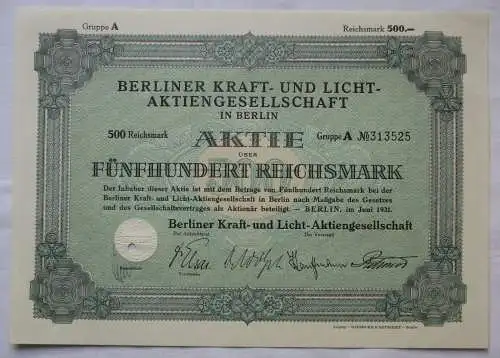 Gruppe A
Reichsmark 500.—
BERLINER KRAFT- UND LICHT-
AKTIENGESELLSCHAFT
IN BERLIN
500 Reichsmark
AKTIE
Gruppe A № 313525
ÜBER
FÜNFHUNDERT REICHSMARK
Der Inhaber dieser Aktie ist mit dem Betrage von Fünfhundert Reichsmark bei der
Berliner Kraft- und Licht-Aktiengesellschaft in Berlin nach Maßgabe des Gesetzes
und des Gesellschaftsvertrages als Aktionär beteiligt. — BERLIN, im Juni 1931.
Berliner Kraft- und Licht-Aktiengesellschaft
Der Aufsichtsrat
Der Vorstand